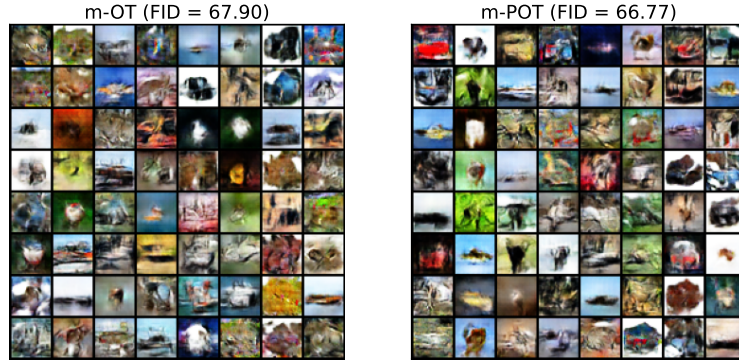 m-OT (FID = 67.90)
m-POT (FID = 66.77)